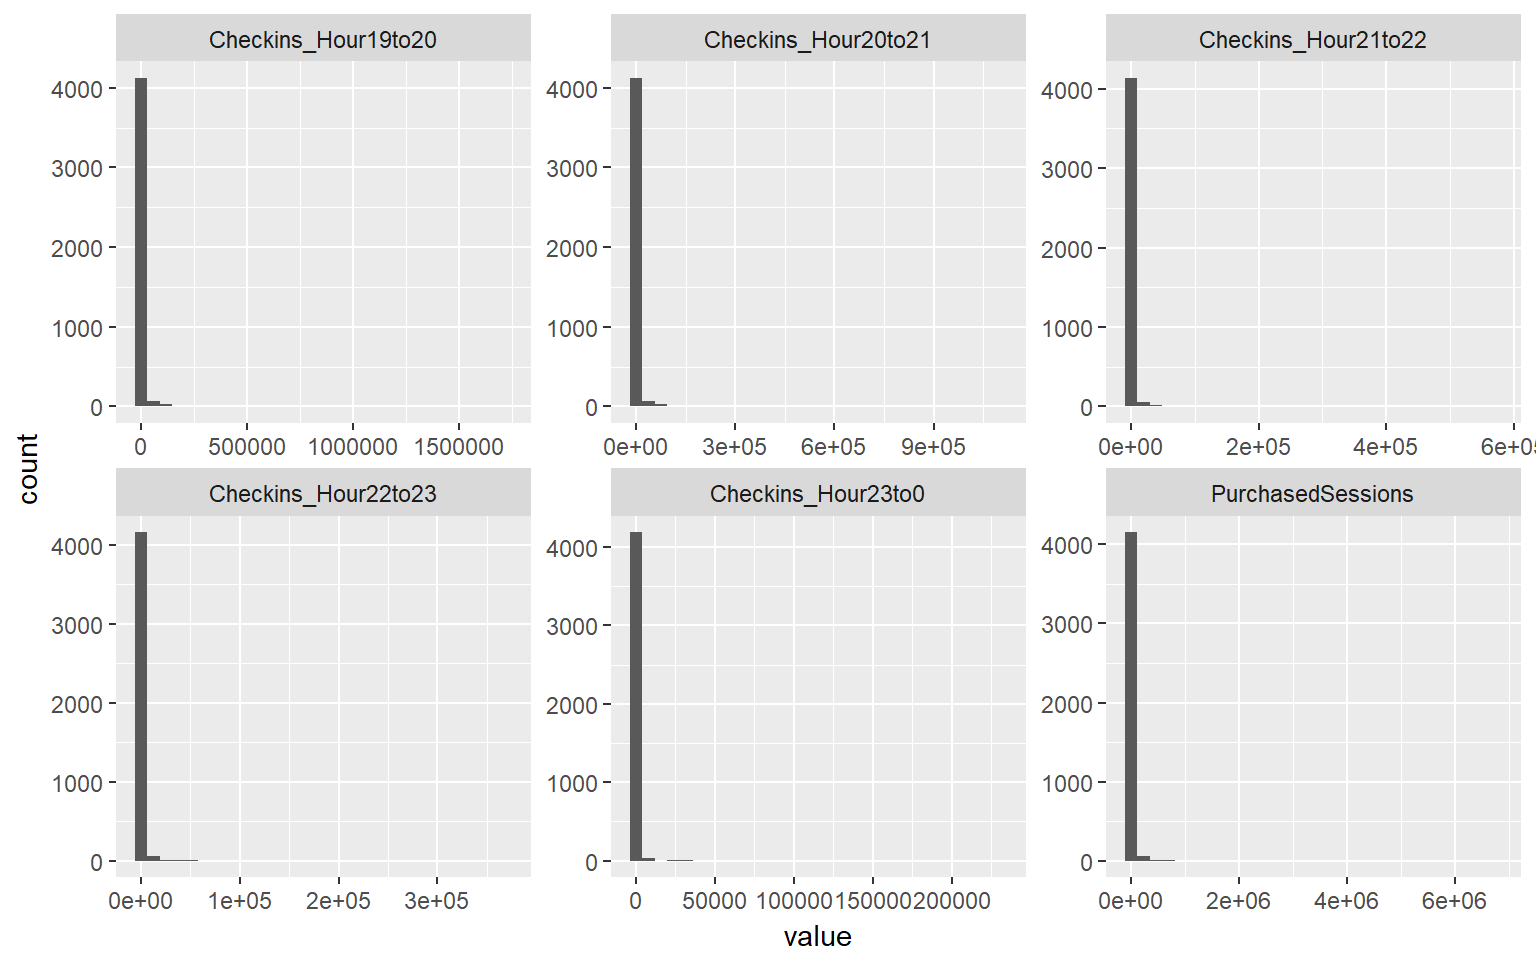 Checkins_Hour19to20
Checkins_Hour20to21
Checkins_Hour21to22
4000
3000
2000
1000
0
0 500000 1000000 1500000
4000
3000
2000
1000
0
0e+00 3e+05 6e+05 9e+05
4000
3000
2000
1000
0
0e+00 2e+05 4e+05 6e+05
count
Checkins_Hour22to23
Checkins_Hour23to0
PurchasedSessions
4000
3000
2000
1000
0
0e+00 1e+05 2e+05 3e+05
4000
3000
2000
1000
0
0 50000 100000 150000 200000
4000
3000
2000
1000
0
0e+00 2e+06 4e+06 6e+06
value